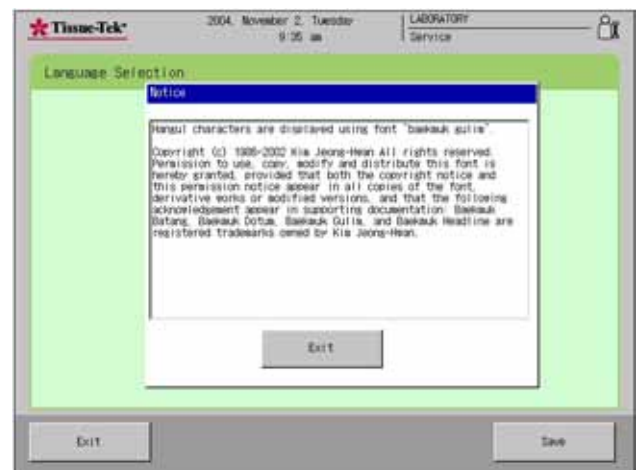 Tissue-Tek
2004. November 2. Tuesday
9:35 am
LABORATORY
Service
Language Selection
Notice
Hangul characters are displayed using font "baekmuk gulim".
Copyright (c) 1986-2002 Kim Jeong-Hwan All rights reserved.
Permission to use, copy, modify and distribute this font is
hereby granted, provided that both the copyright notice and
this permission notice appear in all copies of the font,
derivative works or modified versions, and that the following
acknowledgement appear in supporting documentation: Baekmuk
Batang, Baekmuk Dotum, Baekmuk Gulim, and Baekmuk Headline are
registered trademarks owned by Kim Jeong-Hwan.
Exit
Exit
Save